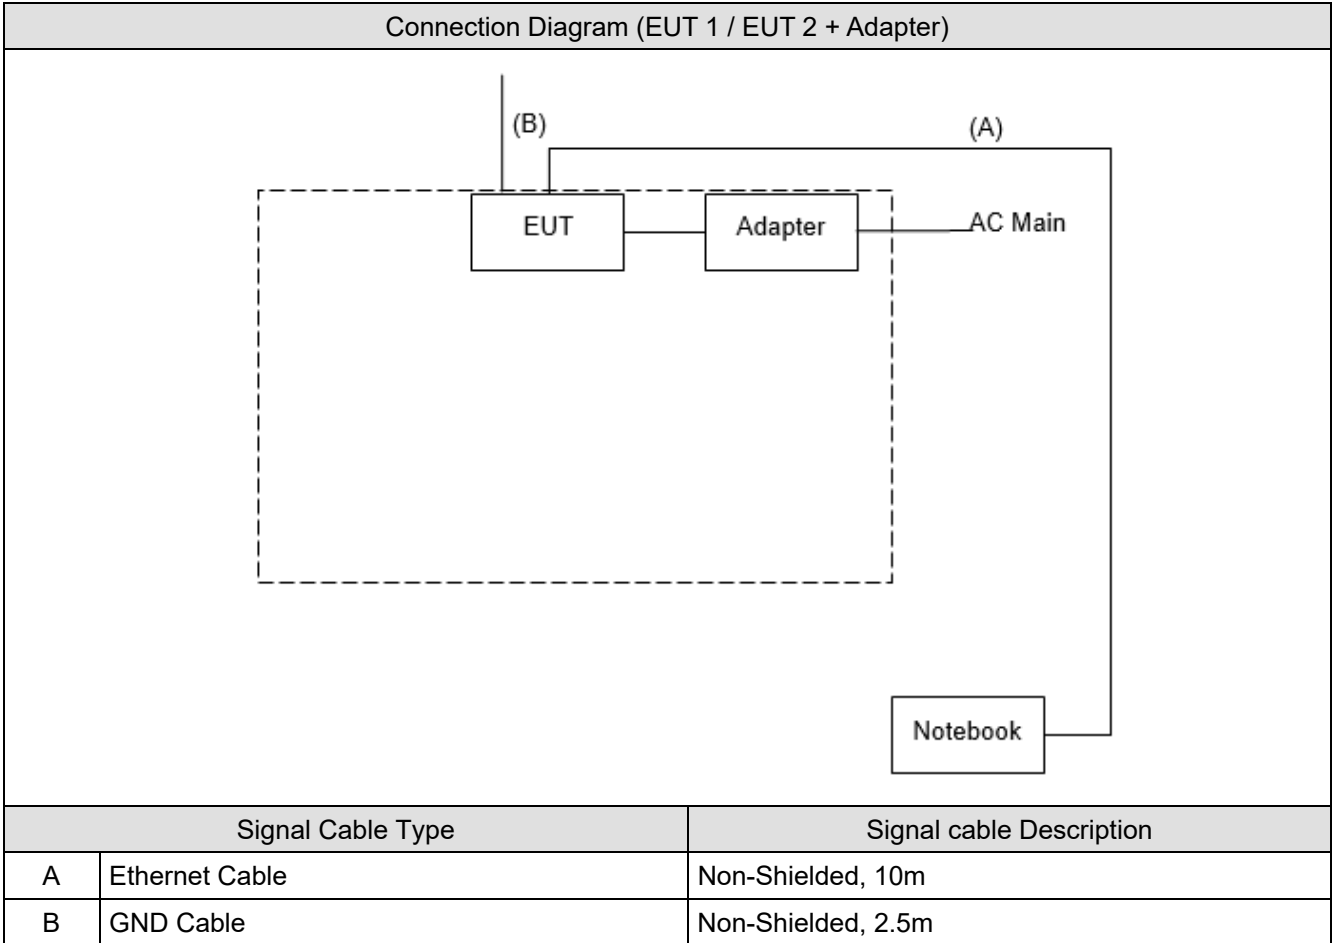 Connection Diagram (EUT 1 / EUT 2 + Adapter)
(B)
(A)
EUT
Adapter
AC Main
Notebook
Signal Cable Type Signal cable Description
A Ethernet Cable Non-Shielded, 10m
B GND Cable Non-Shielded, 2.5m